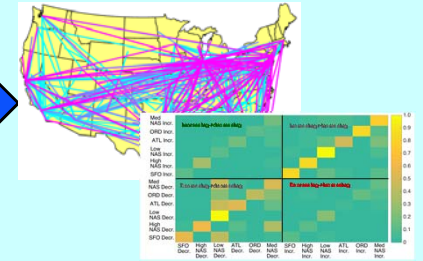 Med
NAS Incr.
ORD Incr.
ATL Incr.
Low
NAS Incr.
High
NAS Incr.
SFO Incr.
Med
NAS Decr.
ORD Decr.
ATL Decr.
Low
NAS Decr.
High
NAS Decr.
SFO Decr.
SFO
Decr.
High
NAS
Decr.
Low
NAS
Decr.
ATL
Decr.
ORD
Decr.
Med
NAS
Decr.
SFO
Incr.
High
NAS
Incr.
Low
NAS
Incr.
ATL
Incr.
ORD
Incr.
Med
NAS
Incr.
1.0
0.9
0.8
0.7
0.6
0.5
0.4
0.3
0.2
0.1
0